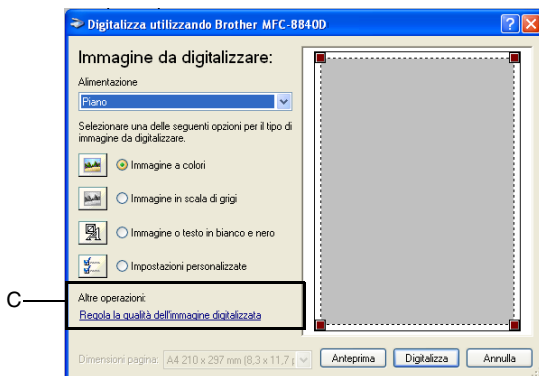 Digitalizza utilizzando Brother MFC-8840D
Immagine da digitalizzare:
Alimentazione
Piano
Selezionare una delle seguenti opzioni per il tipo di
immagine da digitalizzare.
Immagine a colori
Immagine in scala di grigi
Immagine o testo in bianco e nero
Impostazioni personalizzate
C
Altre operazioni:
Regola la qualità dell'immagine digitalizzata
Dimensioni pagina: A4 210 x 297 mm (8,3 x 11,7 p
Anteprima Digitalizza Annulla